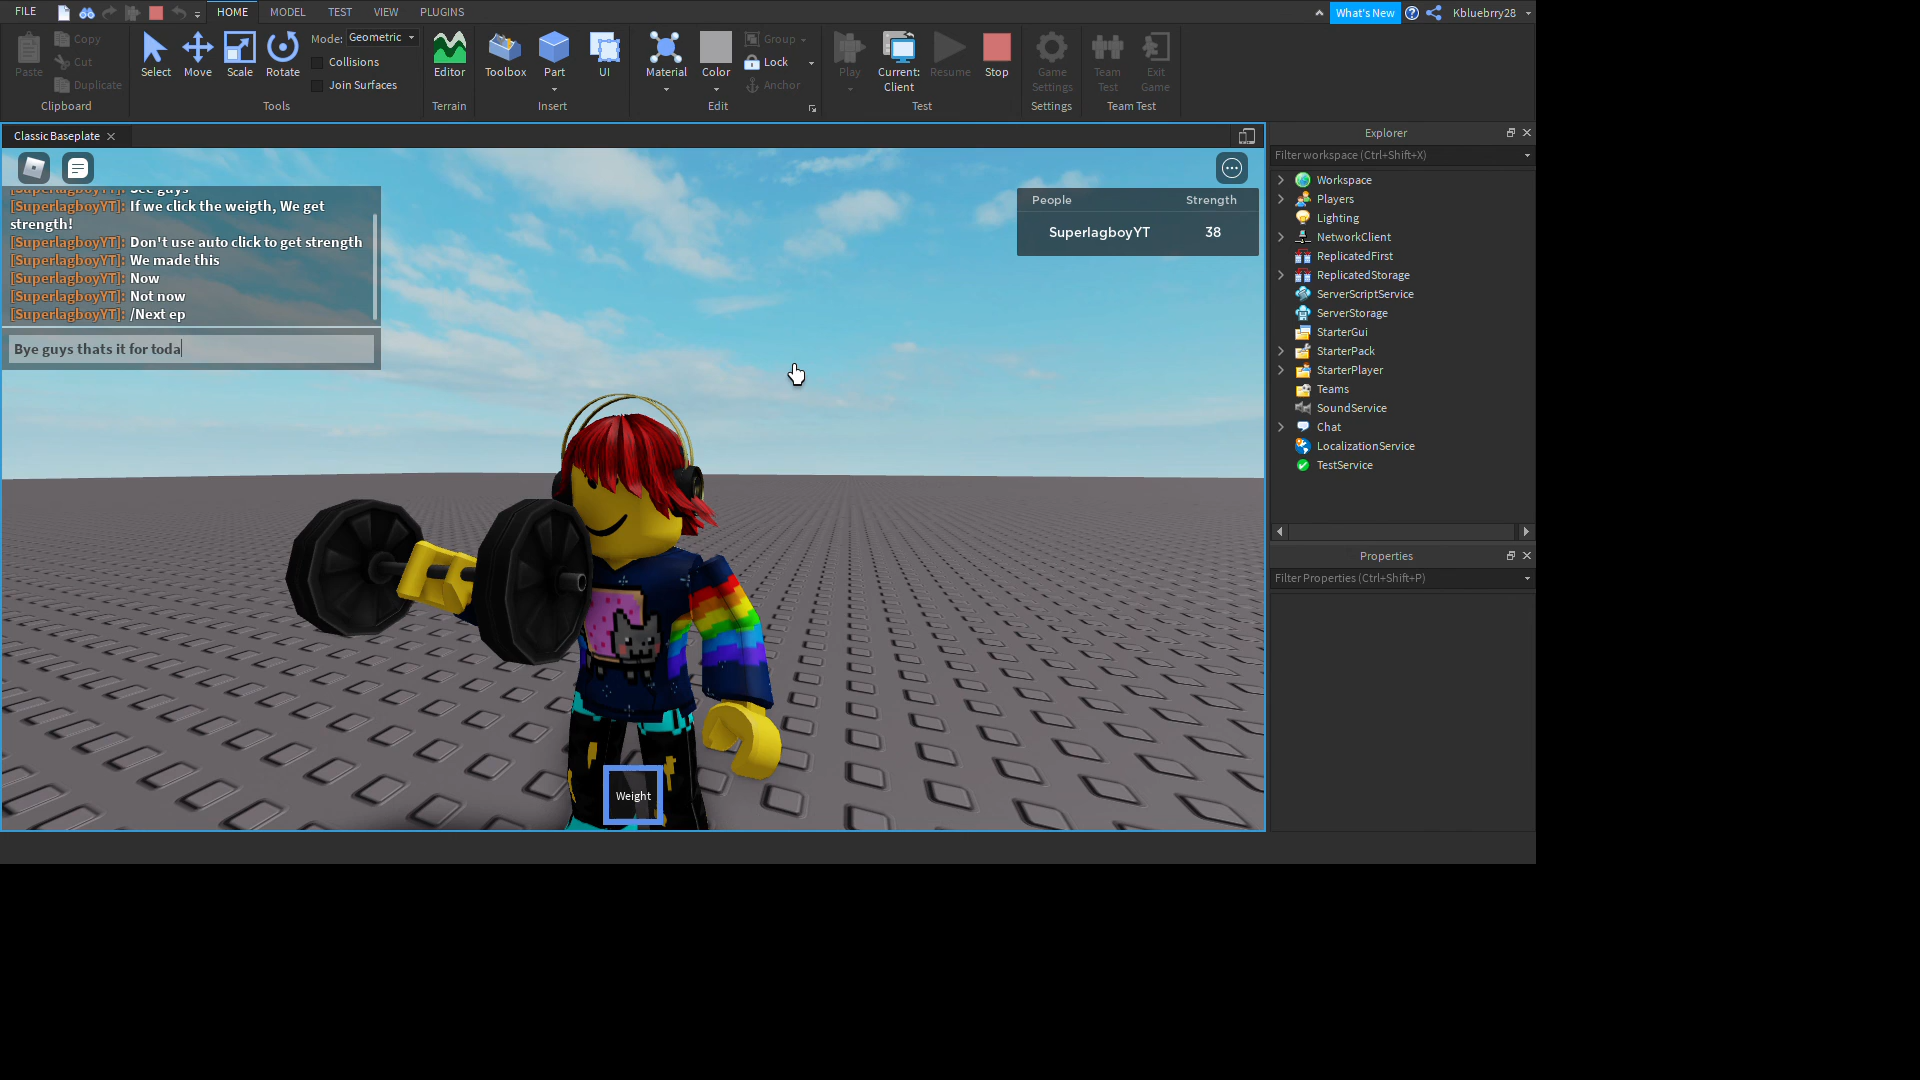 FILE
HOME
MODEL
TEST
VIEW
PLUGINS
What's New
Kbluebrry28
Paste
Copy
Cut
Duplicate
Clipboard
Select
Move
Scale
Rotate
Mode: Geometric
Collisions
Join Surfaces
Tools
Editor
Terrain
Toolbox
Part
UI
Insert
Material
Color
Group
Lock
Anchor
Edit
Play
Current:
Client
Resume
Stop
Test
Game
Settings
Settings
Team
Test
Exit
Game
Team Test
Classic Baseplate
[SuperlagboyYT]: See guys
[SuperlagboyYT]: If we click the weigth, We get
strength!
[SuperlagboyYT]: Don't use auto click to get strength
[SuperlagboyYT]: We made this
[SuperlagboyYT]: Now
[SuperlagboyYT]: Not now
[SuperlagboyYT]: /Next ep
Bye guys thats it for toda
People Strength
SuperlagboyYT 38
Weight
Explorer
Filter workspace (Ctrl+Shift+X)
Workspace
Players
Lighting
NetworkClient
ReplicatedFirst
ReplicatedStorage
ServerScriptService
ServerStorage
StarterGui
StarterPack
StarterPlayer
Teams
SoundService
Chat
LocalizationService
TestService
Properties
Filter Properties (Ctrl+Shift+P)